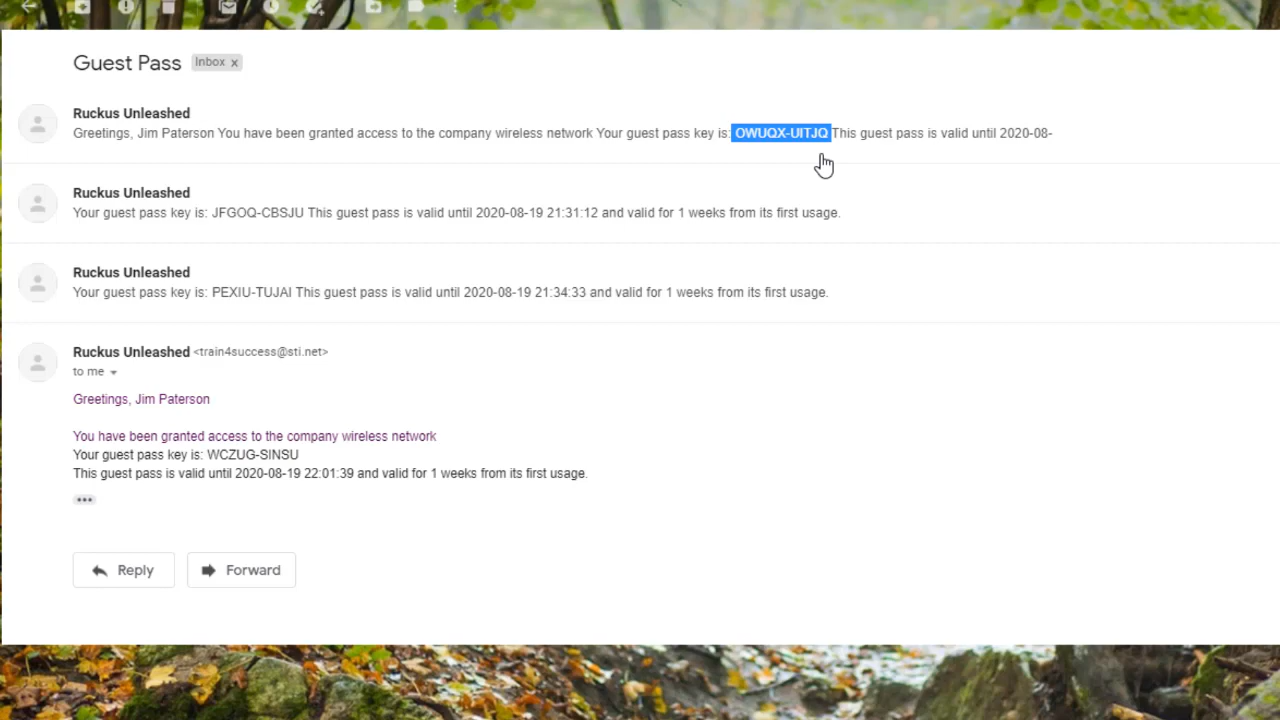 Guest Pass Inbox x
Ruckus Unleashed
Greetings, Jim Paterson You have been granted access to the company wireless network Your guest pass key is: OWUQX-UITJQ This guest pass is valid until 2020-08-
Ruckus Unleashed
Your guest pass key is: JFGOQ-CBSJU This guest pass is valid until 2020-08-19 21:31:12 and valid for 1 weeks from its first usage.
Ruckus Unleashed
Your guest pass key is: PEXIU-TUJAI This guest pass is valid until 2020-08-19 21:34:33 and valid for 1 weeks from its first usage.
Ruckus Unleashed <train4success@sti.net>
to me
Greetings, Jim Paterson
You have been granted access to the company wireless network
Your guest pass key is: WCZUG-SINSU
This guest pass is valid until 2020-08-19 22:01:39 and valid for 1 weeks from its first usage.
Reply Forward